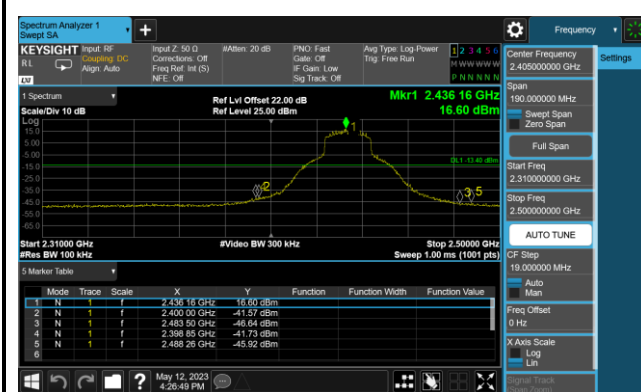 Spectrum Analyzer 1
Swept SA
Frequency
KEYSIGHT
RL
LXI
Input: RF
Coupling: DC
Align: Auto
Input Z: 50 Ω
Corrections: Off
Freq Ref: Int (S)
NFE: Off
#Atten: 20 dB
PNO: Fast
Gate: Off
IF Gain: Low
Sig Track: Off
Avg Type: Log-Power
Trig: Free Run
1 2 3 4 5 6
M W W W W W
P N N N N N
1 Spectrum
Scale/Div 10 dB
Ref Lvl Offset 22.00 dB
Ref Level 25.00 dBm
Mkr1 2.436 16 GHz
16.60 dBm
Log
15.0
5.00
-5.00
-15.0
-25.0
-35.0
-45.0
-55.0
-65.0
1
DL1 -13.40 dBm
2
3 5
Start 2.31000 GHz
#Res BW 100 kHz
#Video BW 300 kHz
Stop 2.50000 GHz
Sweep 1.00 ms (1001 pts)
5 Marker Table
Mode Trace Scale X Y Function Function Width Function Value
1 N 1 f 2.436 16 GHz 16.60 dBm
2 N 1 f 2.400 00 GHz -41.57 dBm
3 N 1 f 2.483 50 GHz -46.64 dBm
4 N 1 f 2.398 85 GHz -41.73 dBm
5 N 1 f 2.488 26 GHz -45.92 dBm
6
May 12, 2023
4:26:49 PM
Center Frequency
2.405000000 GHz
Settings
Span
190.000000 MHz
Swept Span
Zero Span
Full Span
Start Freq
2.310000000 GHz
Stop Freq
2.500000000 GHz
AUTO TUNE
CF Step
19.000000 MHz
Auto
Man
Freq Offset
0 Hz
X Axis Scale
Log
Lin
Signal Track
(Span Zoom)